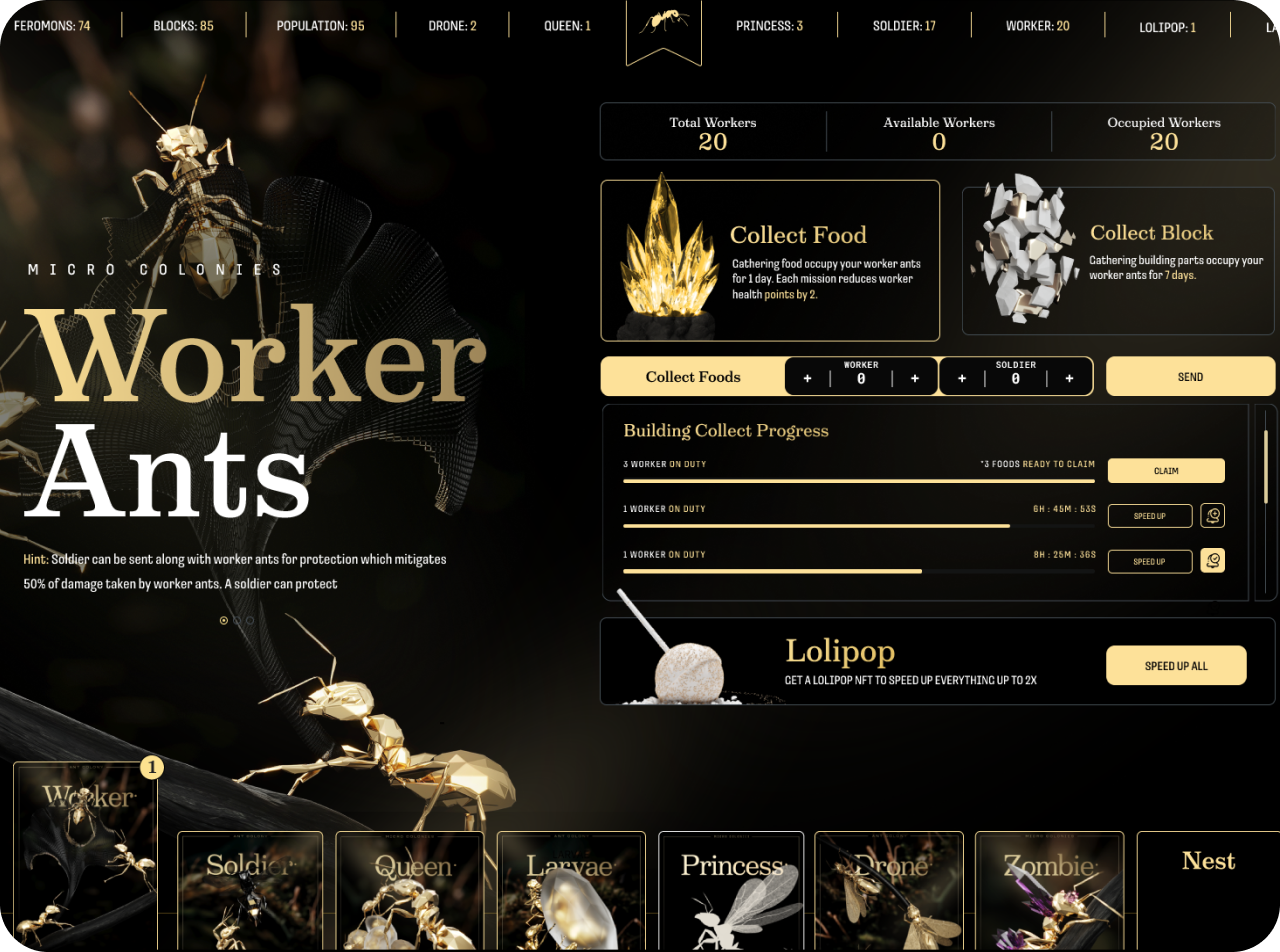 FEROMONS: 74
BLOCKS: 85
POPULATION: 95
DRONE: 2
QUEEN: 1
PRINCESS: 3
SOLDIER: 17
WORKER: 20
LOLIPOP: 1
LA
Total Workers
20
Available Workers
0
Occupied Workers
20
MICRO COLONIES
Worker
Ants
Hint: Soldier can be sent along with worker ants for protection which mitigates
50% of damage taken by worker ants. A soldier can protect
Collect Food
Cathering food occupy your worker ants
for 1 day. Each mission reduces worker
health points by 2.
Collect Block
Cathering building parts occupy your
worker ants for 7 days.
Collect Foods
WORKER
+ | 0 | +
SOLDIER
+ | 0 | +
SEND
Building Collect Progress
3 WORKER ON DUTY
*3 FOODS READY TO CLAIM
CLAIM
1 WORKER ON DUTY
6H : 45M : 53S
SPEED UP
1 WORKER ON DUTY
8H : 25M : 36S
SPEED UP
Lolipop
GET A LOLIPOP NFT TO SPEED UP EVERYTHING UP TO 2X
SPEED UP ALL
1
Worker
Soldier
Queen
Larvae
Princess
Drone
Zombie
Nest